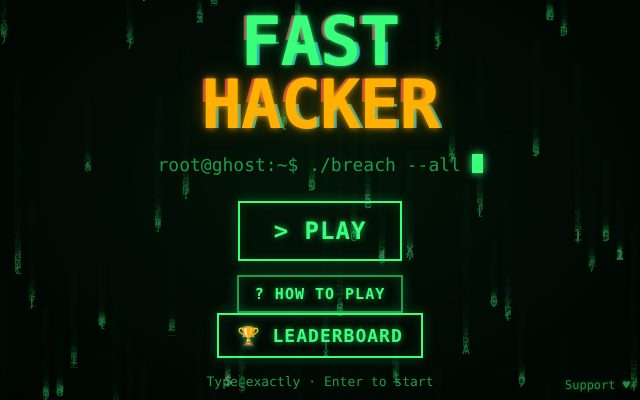 FAST
HACKER
root@ghost:~$ ./breach --all
> PLAY
? HOW TO PLAY
🏆 LEADERBOARD
Type exactly · Enter to start
Support ♥